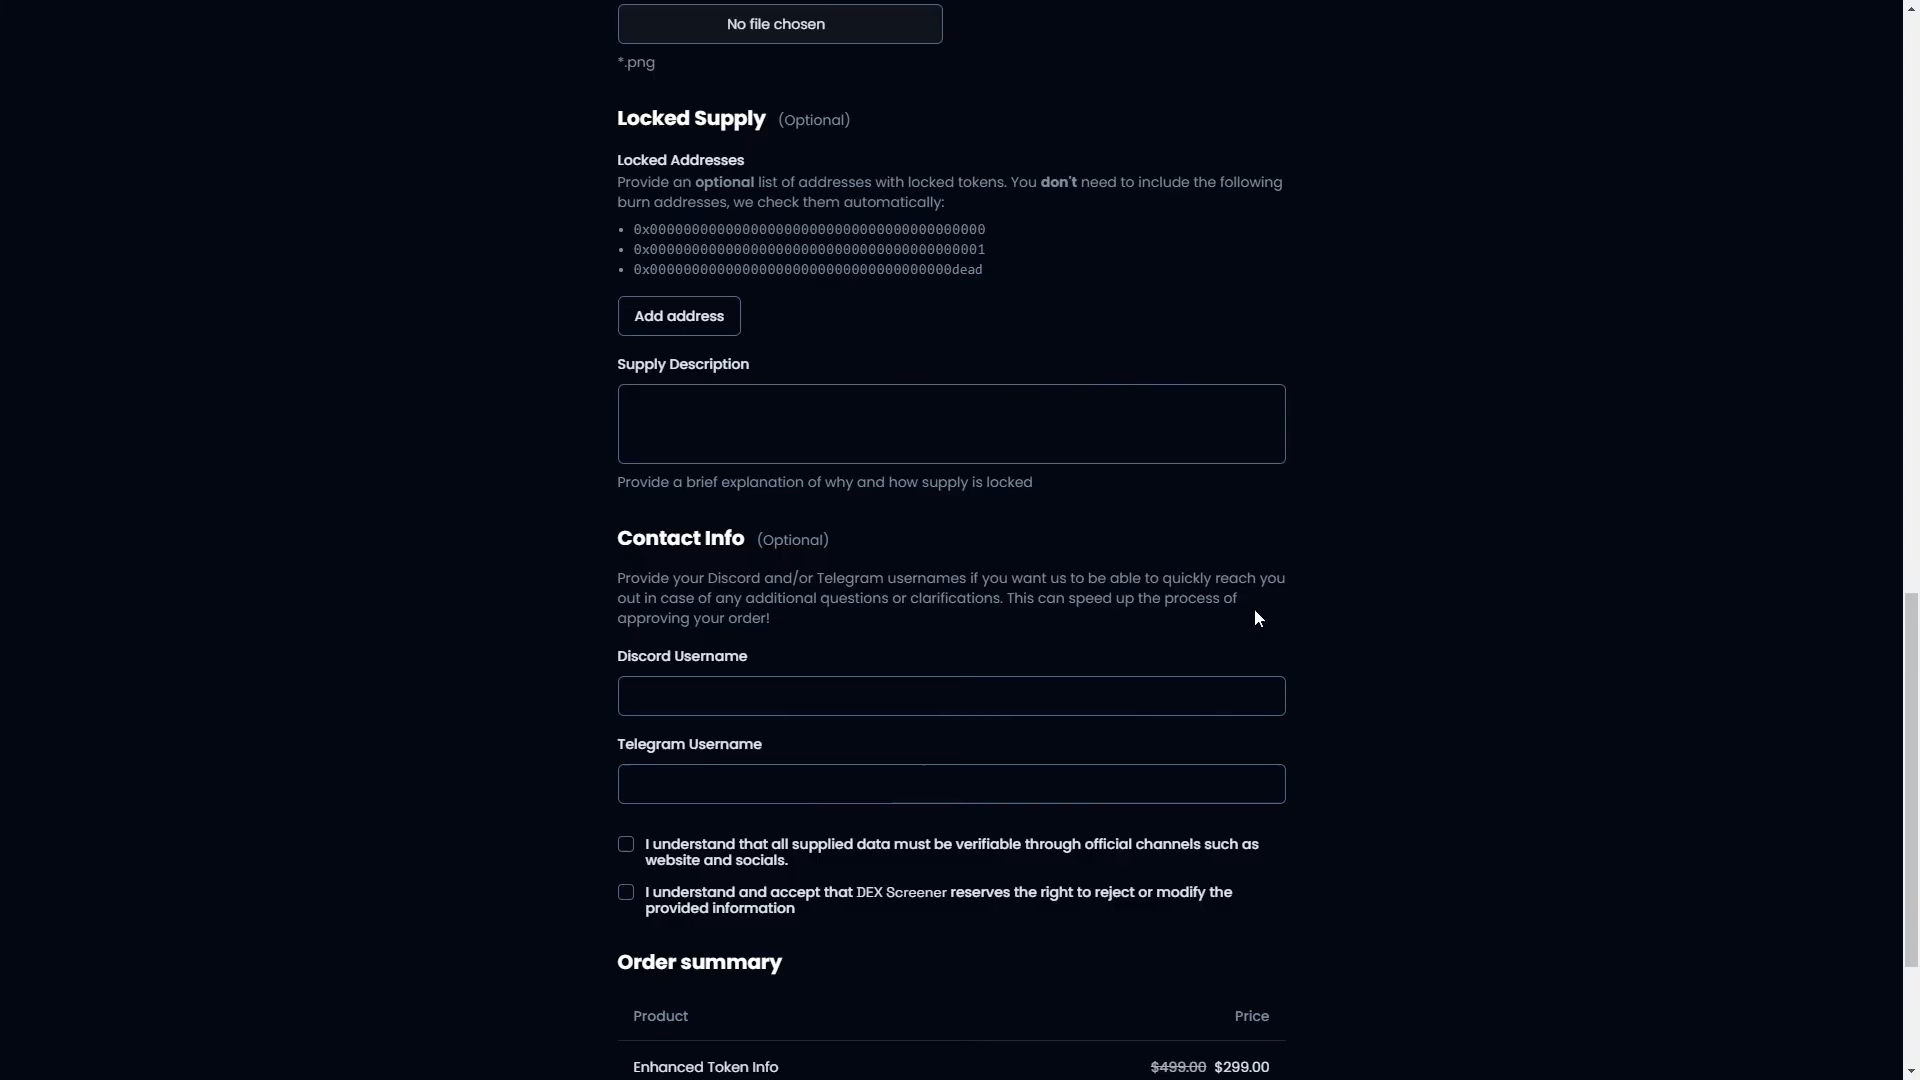 No file chosen
*.png
Locked Supply (Optional)
Locked Addresses
Provide an optional list of addresses with locked tokens. You don't need to include the following
burn addresses, we check them automatically:
• 0x0000000000000000000000000000000000000000
• 0x0000000000000000000000000000000000000001
• 0x000000000000000000000000000000000000dead
Add address
Supply Description
Provide a brief explanation of why and how supply is locked
Contact Info (Optional)
Provide your Discord and/or Telegram usernames if you want us to be able to quickly reach you
out in case of any additional questions or clarifications. This can speed up the process of
approving your order!
Discord Username
Telegram Username
I understand that all supplied data must be verifiable through official channels such as
website and socials.
I understand and accept that DEX Screener reserves the right to reject or modify the
provided information
Order summary
Product Price
Enhanced Token Info $499.00 $299.00